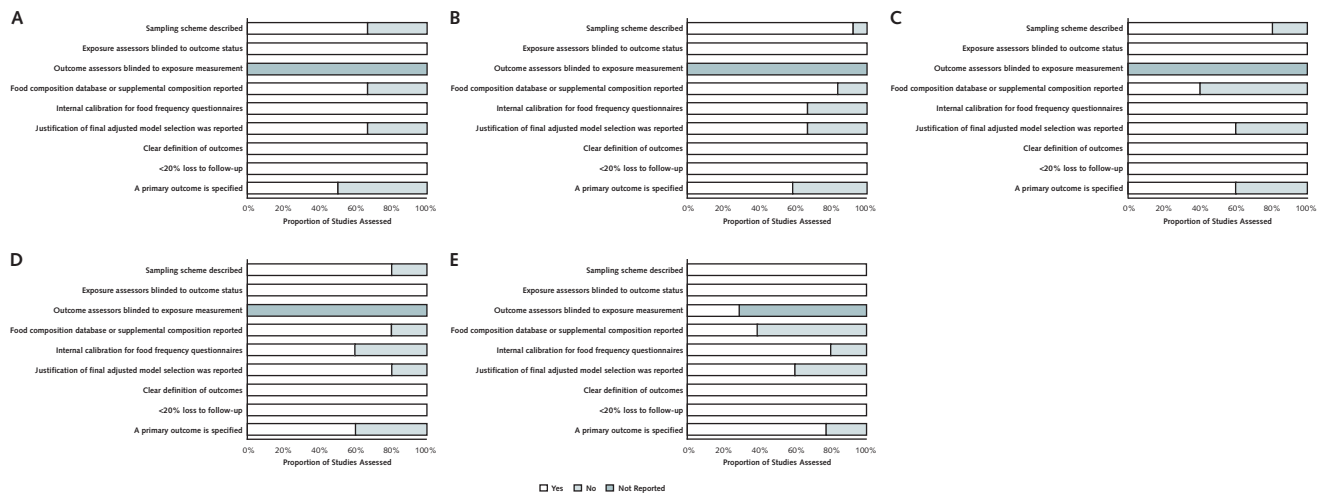 A
Sampling scheme described
Exposure assessors blinded to outcome status
Outcome assessors blinded to exposure measurement
Food composition database or supplemental composition reported
Internal calibration for food frequency questionnaires
Justification of final adjusted model selection was reported
Clear definition of outcomes
<20% loss to follow-up
A primary outcome is specified
0% 20% 40% 60% 80% 100%
Proportion of Studies Assessed
B
Sampling scheme described
Exposure assessors blinded to outcome status
Outcome assessors blinded to exposure measurement
Food composition database or supplemental composition reported
Internal calibration for food frequency questionnaires
Justification of final adjusted model selection was reported
Clear definition of outcomes
<20% loss to follow-up
A primary outcome is specified
0% 20% 40% 60% 80% 100%
Proportion of Studies Assessed
C
Sampling scheme described
Exposure assessors blinded to outcome status
Outcome assessors blinded to exposure measurement
Food composition database or supplemental composition reported
Internal calibration for food frequency questionnaires
Justification of final adjusted model selection was reported
Clear definition of outcomes
<20% loss to follow-up
A primary outcome is specified
0% 20% 40% 60% 80% 100%
Proportion of Studies Assessed
D
Sampling scheme described
Exposure assessors blinded to outcome status
Outcome assessors blinded to exposure measurement
Food composition database or supplemental composition reported
Internal calibration for food frequency questionnaires
Justification of final adjusted model selection was reported
Clear definition of outcomes
<20% loss to follow-up
A primary outcome is specified
0% 20% 40% 60% 80% 100%
Proportion of Studies Assessed
E
Sampling scheme described
Exposure assessors blinded to outcome status
Outcome assessors blinded to exposure measurement
Food composition database or supplemental composition reported
Internal calibration for food frequency questionnaires
Justification of final adjusted model selection was reported
Clear definition of outcomes
<20% loss to follow-up
A primary outcome is specified
0% 20% 40% 60% 80% 100%
Proportion of Studies Assessed
Yes No Not Reported